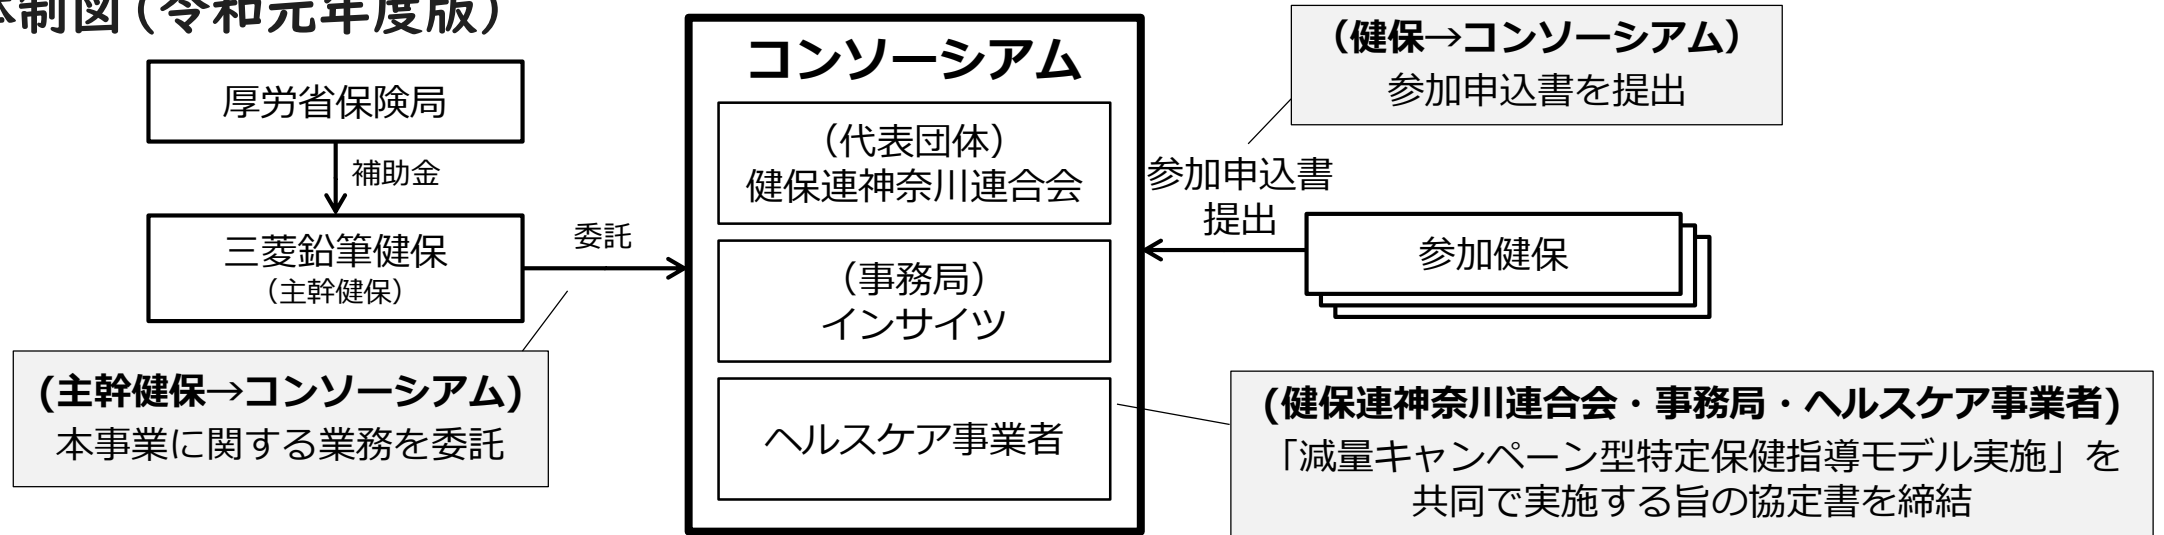 体制図（令和元年度版）
厚労省保険局
補助金
三菱鉛筆健保
（主幹健保）
委託
(主幹健保→コンソーシアム)
本事業に関する業務を委託
コンソーシアム
（代表団体）
健保連神奈川連合会
（事務局）
インサイツ
ヘルスケア事業者
（健保→コンソーシアム）
参加申込書を提出
参加申込書
提出
参加健保
(健保連神奈川連合会・事務局・ヘルスケア事業者)
「減量キャンペーン型特定保健指導モデル実施」を
共同で実施する旨の協定書を締結